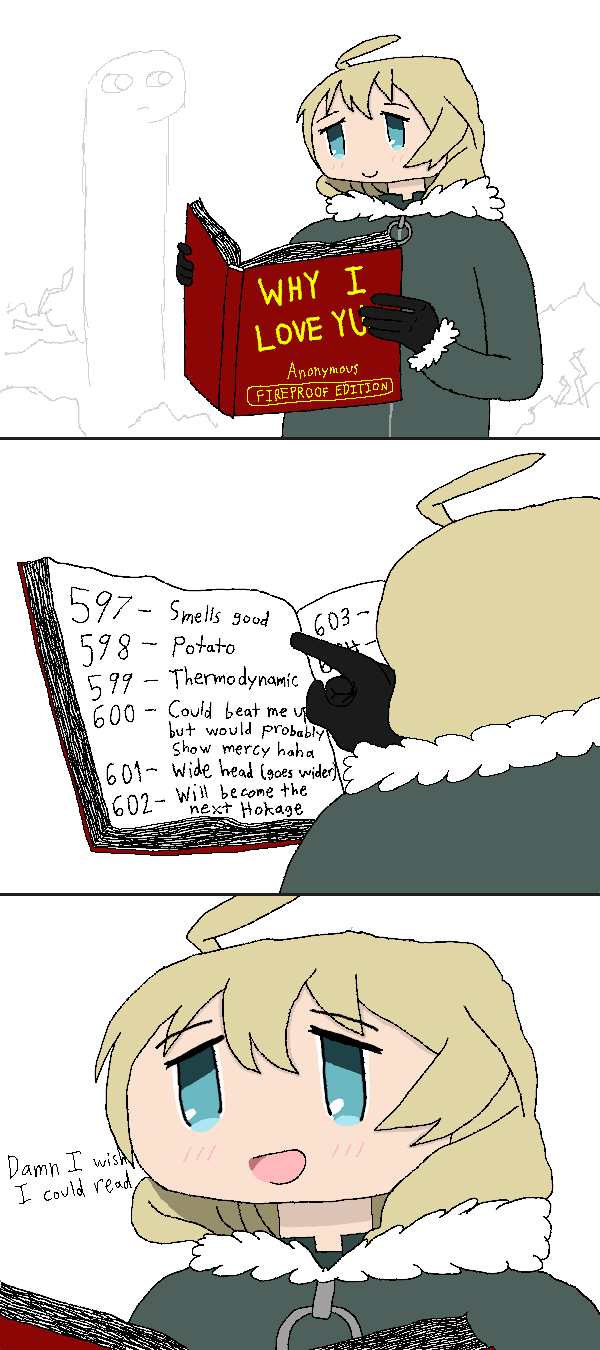 WHY I
LOVE YU
Anonymous
FIREPROOF EDITION
597- Smells good
598- Potato
599- Thermodynamic
600- Could beat me
but would probably
show mercy haha
601- Wide head (goes wider)
602- Will become the
next Hokage
603-
Damn I wish
I could read